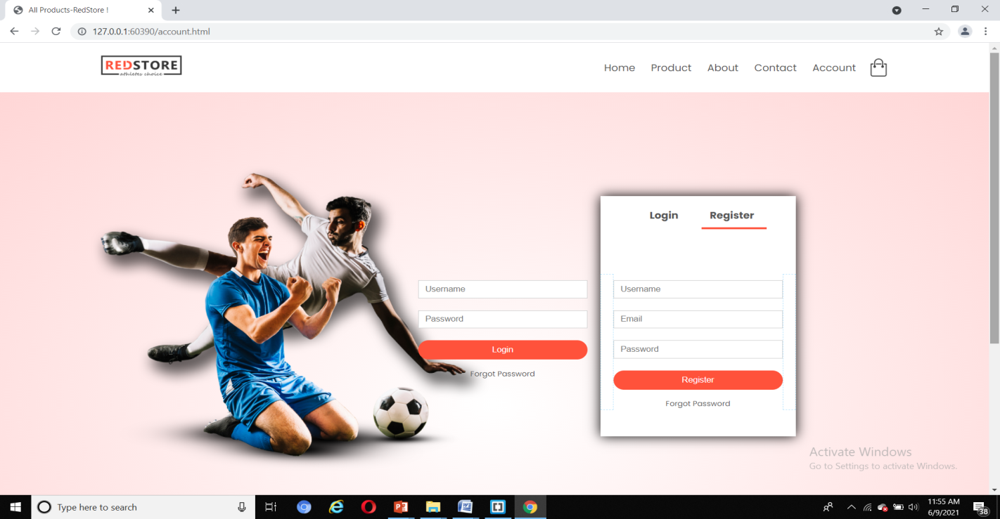 All Products-RedStore !
127.0.0.1:60390/account.html
REDSTORE
athletes choice
Home Product About Contact Account
Login Register
Username
Password
Login
Forgot Password
Username
Email
Password
Register
Forgot Password
Activate Windows
Go to Settings to activate Windows.
Type here to search
11:55 AM
6/9/2021
38